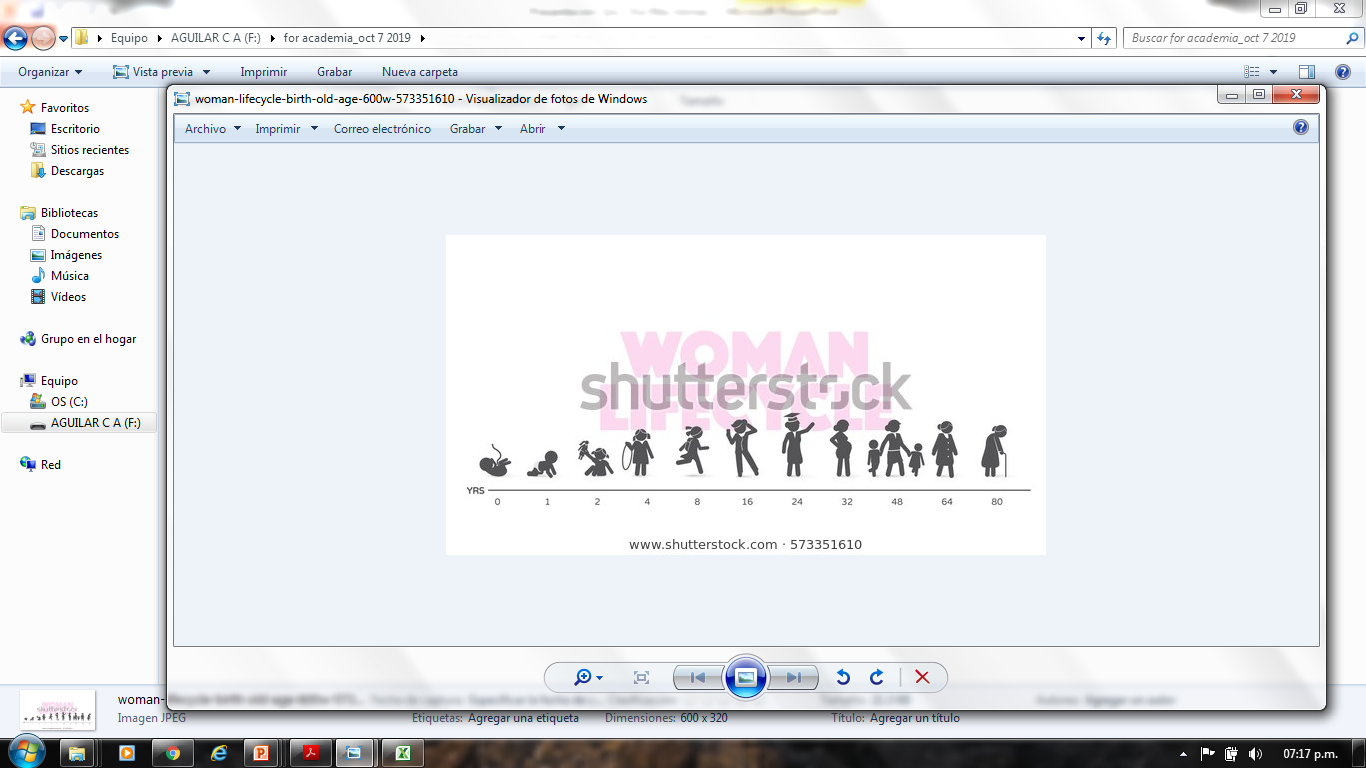 Equipo AGUILAR C A (F:) for academia_oct 7 2019
Buscar for academia_oct 7 2019
Organizar Vista previa Imprimir Grabar Nueva carpeta
Favoritos
Escritorio
Sitios recientes
Descargas
Bibliotecas
Documentos
Imágenes
Música
Vídeos
Grupo en el hogar
Equipo
OS (C:)
AGUILAR C A (F:)
Red
woman-lifecycle-birth-old-age-600w-573351610 - Visualizador de fotos de Windows
Archivo Imprimir Correo electrónico Grabar Abrir
WOMAN
shutterstock
LIFECYCLE
YRS 0 1 2 4 8 16 24 32 48 64 80
www.shutterstock.com · 573351610
Imagen JPEG
Etiquetas: Agregar una etiqueta Dimensiones: 600 x 320 Título: Agregar un título
07:17 p.m.